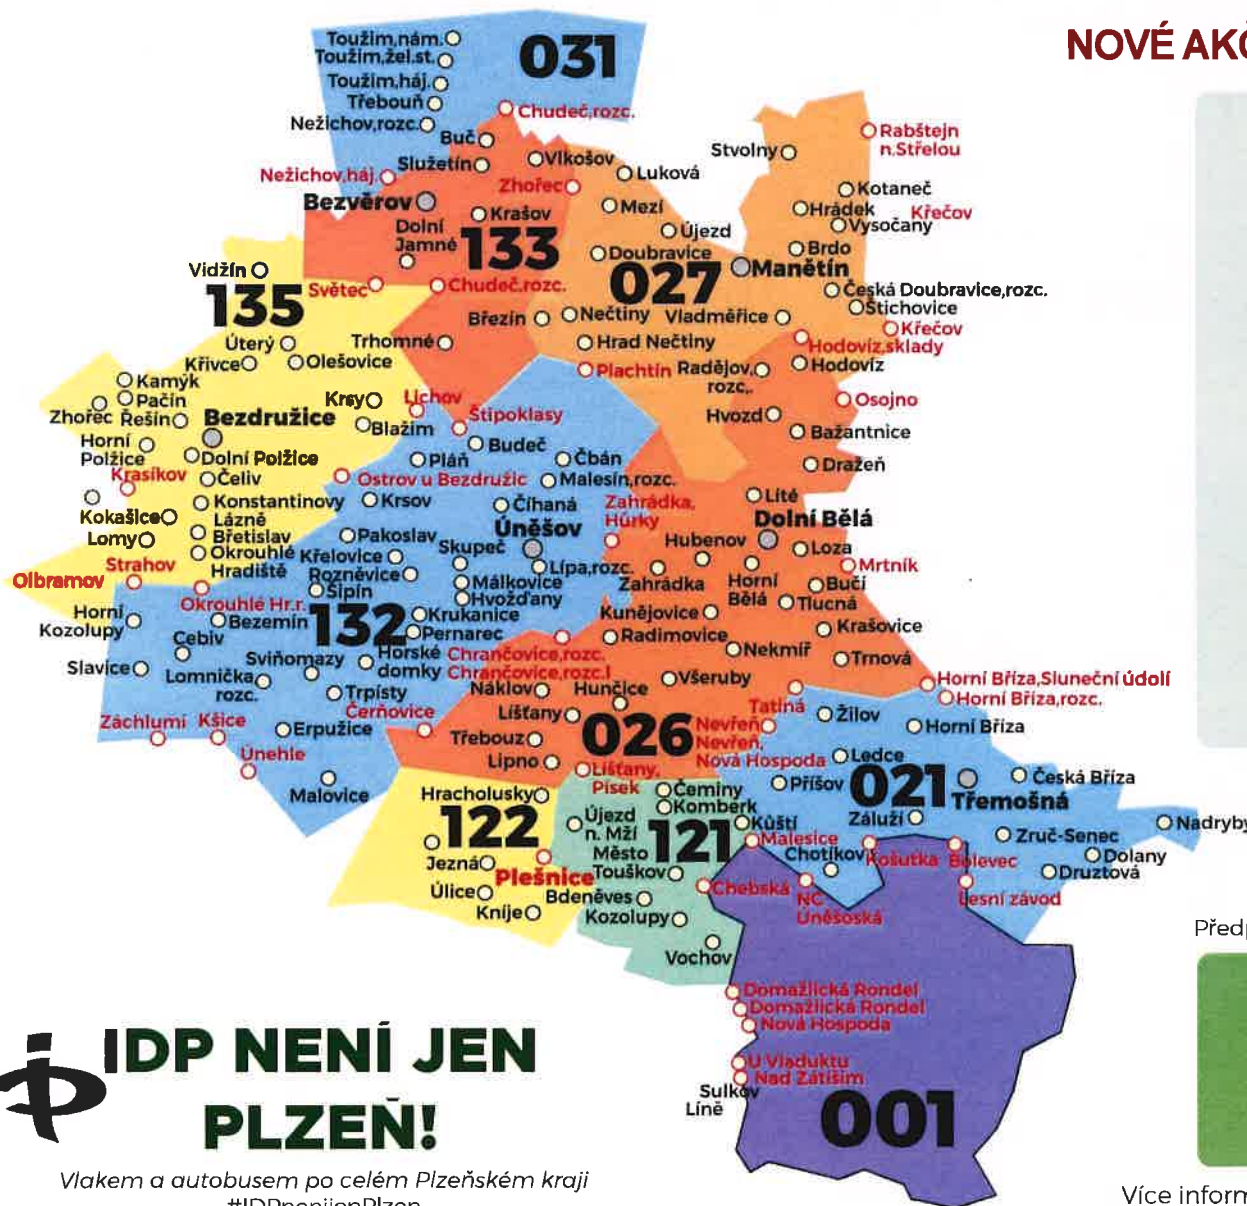 NOVÉ AK
Toužim,nám.
Toužim,žel.st.
Toužim,háj.
Třebouň
Nežichov,rozc.
031
Chudeč,rozc.
Buč
Služetín
Nežichov,háj.
Bezvěrov
Vlkošov
Luková
Zhořec
Krašov
Mezí
Dolní
Jamné
133
Újezd
Doubravice
027
Stvolny
Rabštejn
n.Střelou
Kotaneč
Hrádek
Křečov
Vysočany
Brdo
Manětín
Česká Doubravice,rozc.
Štichovice
Vidžín
135
Světec
Chudeč,rozc.
Březín
Nečtiny
Vladměřice
Křečov
Hodovíz,sklady
Úterý
Trhomné
Hrad Nečtiny
Křivce
Olešovice
Plachtín
Radějov,
rozc,.
Hodovíz
Kamýk
Pačín
Zhořec
Řešín
Bezdružice
Krsy
Lichov
Štipoklasy
Hvozd
Osojno
Blažim
Bažantnice
Horní
Polžice
Dolní Polžice
Budeč
Pláň
Čbán
Dražeň
Krasíkov
Čeliv
Ostrov u Bezdružic
Malesín,rozc.
Konstantinovy
Lázně
Krsov
Číhaná
Zahrádka,
Hůrky
Líté
Dolní Bělá
Kokašice
Lomy
Břetislav
Pakoslav
Úněšov
Hubenov
Loza
Okrouhlé
Hradiště
Křelovice
Skupeč
Lípa,rozc.
Mrtník
Strahov
Olbramov
Rozněvice
Zahrádka
Horní
Bělá
Bučí
Šipín
Málkovice
Hvožďany
Tlucná
Okrouhlé Hr.r.
Horní
Kozolupy
Bezemín
132
Krukanice
Kunějovice
Krašovice
Pernarec
Radimovice
Cebiv
Nekmíř
Trnová
Slavice
Sviňomazy
Horské
domky
Chrančovice,rozc.
Chrančovice,rozc.I
Lomnička
rozc.
Trpísty
Náklov
Hunčice
Všeruby
Horní Bříza,Sluneční údolí
Horní Bříza,rozc.
Černovice
Líšťany
Tatiná
Žilov
Záchlumí
Kšice
Erpužice
Třebouz
026
Nevřeň
Nevřeň,
Nová Hospoda
Horní Bříza
Únehle
Lipno
Líšťany,
Písek
Ledce
Malovice
Příšov
021
Třemošná
Česká Bříza
Hracholusky
Čeminy
Komberk
Újezd
n. Mží
122
121
Kůští
Záluží
Nadryby
Malesice
Zruč-Senec
Jezná
Město
Touškov
Chotíkov
Košutka
Bolevec
Dolany
Plešnice
Druztová
Úlice
Bdeněves
Chebská
NC
Úněšoská
Lesní závod
Kníje
Kozolupy
Vochov
Předp
Domažlická Rondel
Domažlická Rondel
Nová Hospoda
U Viaduktu
Nad Zátiším
Sulkov
Líně
001
IDP NENÍ JEN
PLZEŇ!
Vlakem a autobusem po celém Plzeňském kraji
#IDPnenijenPlzen
Více inform